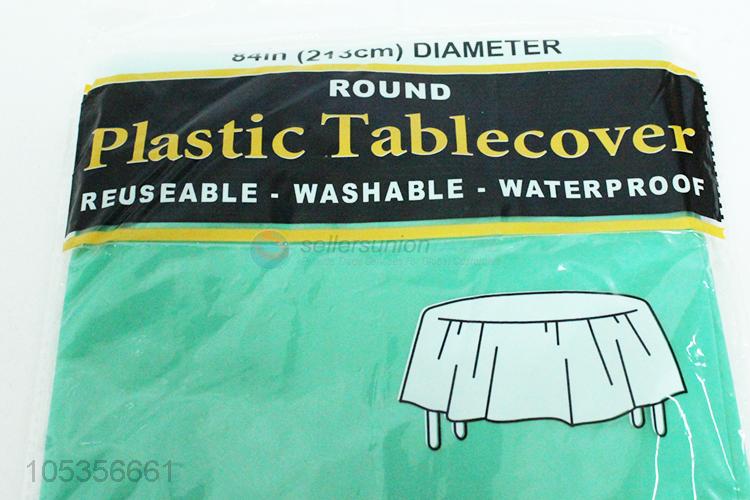 84in (213cm) DIAMETER
ROUND
Plastic Tablecover
REUSEABLE - WASHABLE - WATERPROOF
sellersunion
105356661